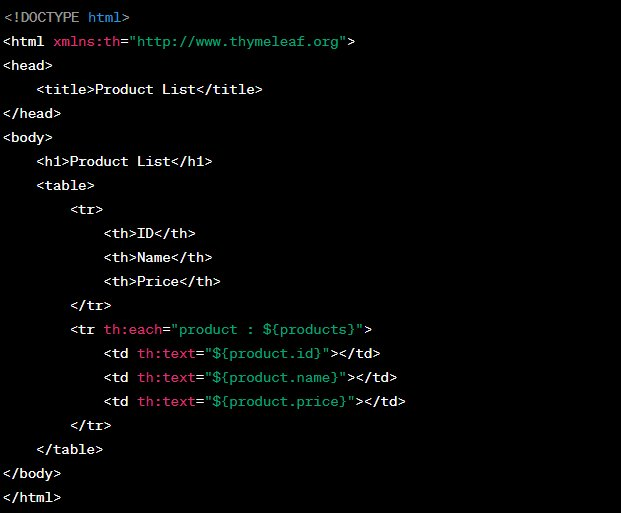 <!DOCTYPE html>
<html xmlns:th="http://www.thymeleaf.org">
<head>
    <title>Product List</title>
</head>
<body>
    <h1>Product List</h1>
    <table>
        <tr>
            <th>ID</th>
            <th>Name</th>
            <th>Price</th>
        </tr>
        <tr th:each="product : ${products}">
            <td th:text="${product.id}"></td>
            <td th:text="${product.name}"></td>
            <td th:text="${product.price}"></td>
        </tr>
    </table>
</body>
</html>